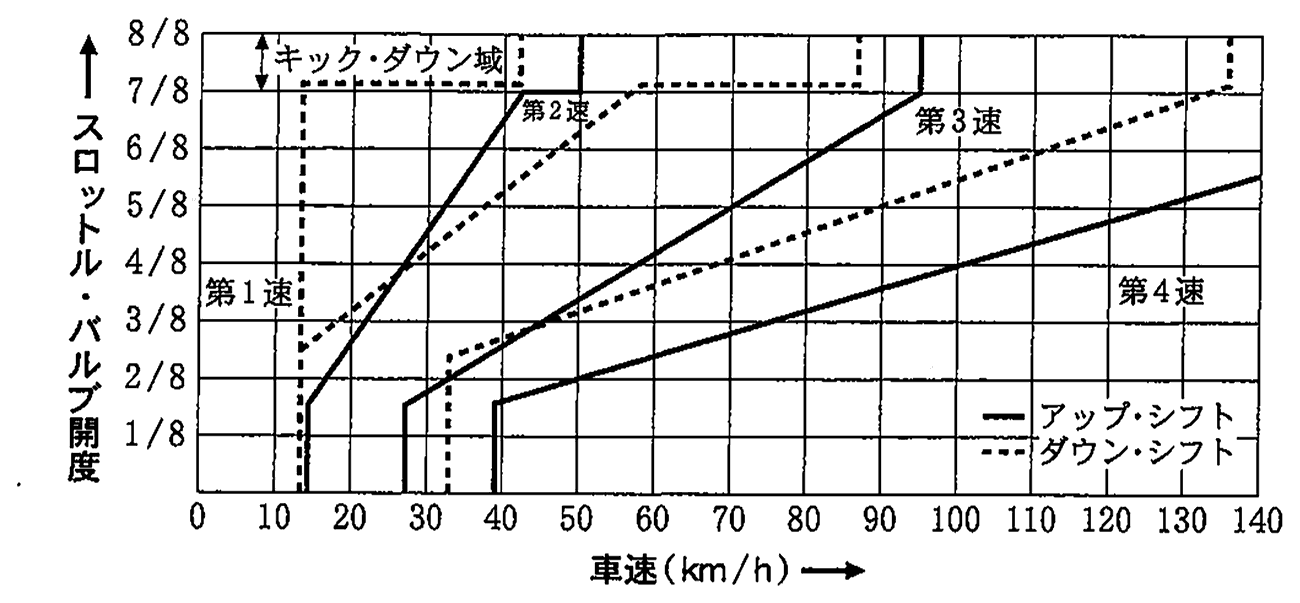 8/8
キック・ダウン域
7/8
第2速
第3速
6/8
5/8
4/8
第1速
第4速
3/8
2/8
1/8
アップ・シフト
ダウン・シフト
スロットル・バルブ開度
0 10 20 30 40 50 60 70 80 90 100 110 120 130 140
車速(km/h)